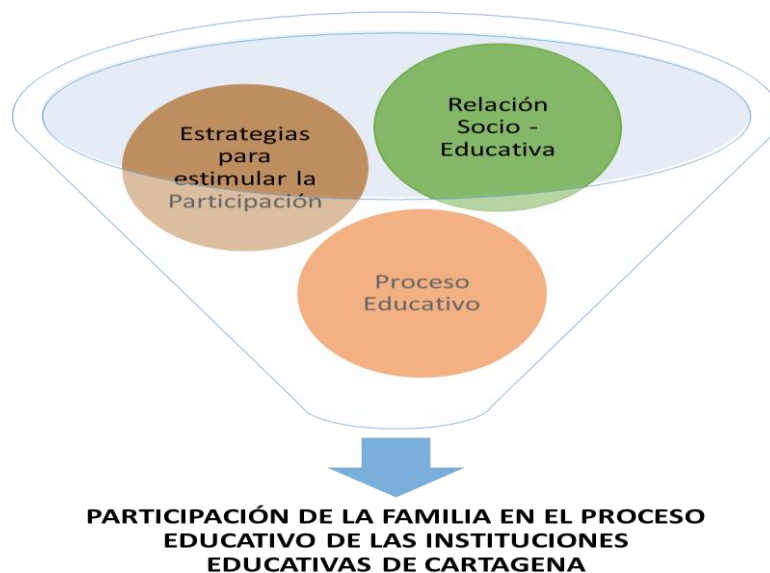 Estrategias
para
estimular la
Participación
Relación
Socio -
Educativa
Proceso
Educativo
PARTICIPACIÓN DE LA FAMILIA EN EL PROCESO
EDUCATIVO DE LAS INSTITUCIONES
EDUCATIVAS DE CARTAGENA